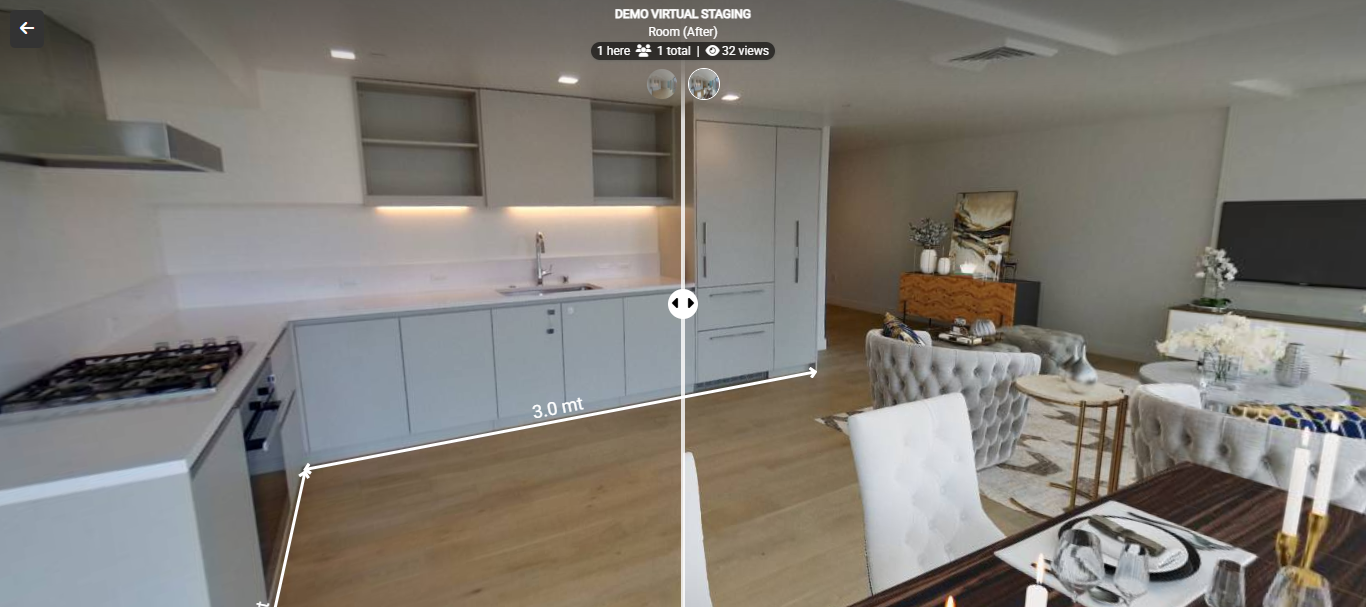 DEMO VIRTUAL STAGING
Room (After)
1 here 1 total | 32 views
3.0 mt